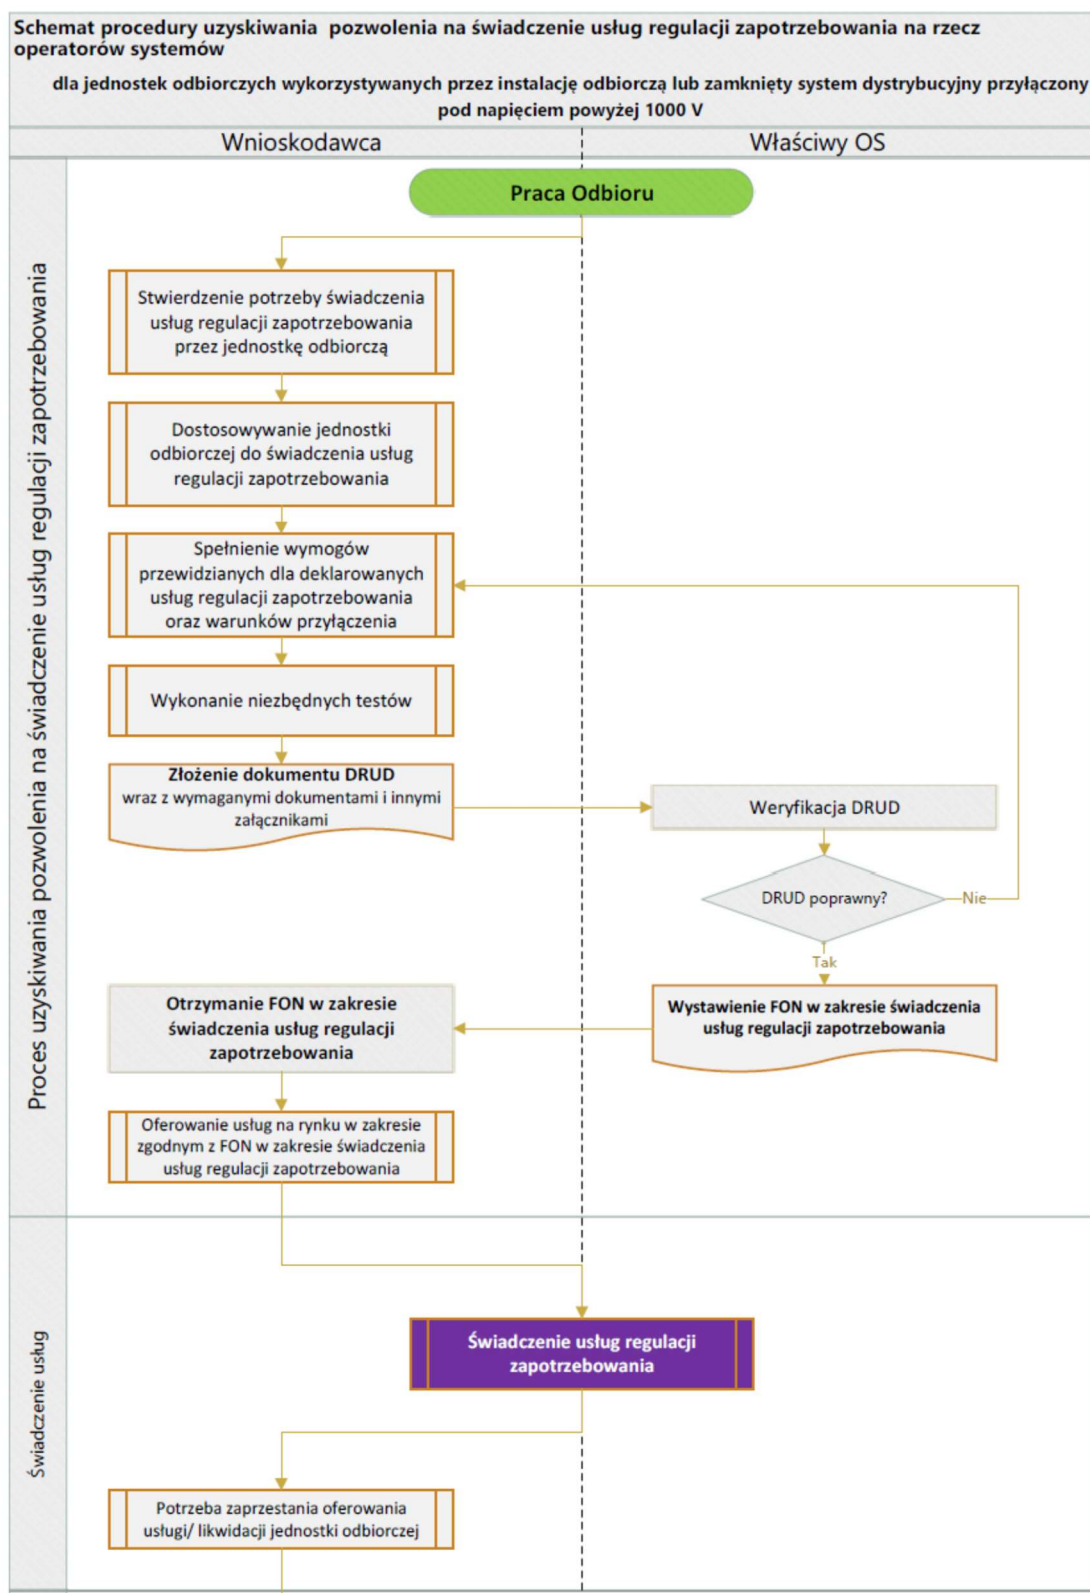 Schemat procedury uzyskiwania pozwolenia na świadczenie usług regulacji zapotrzebowania na rzecz
operatorów systemów
dla jednostek odbiorczych wykorzystywanych przez instalację odbiorczą lub zamknięty system dystrybucyjny przyłączony
pod napięciem powyżej 1000 V
Wnioskodawca
Właściwy OS
Proces uzyskiwania pozwolenia na świadczenie usług regulacji zapotrzebowania
Praca Odbioru
Stwierdzenie potrzeby świadczenia
usług regulacji zapotrzebowania
przez jednostkę odbiorczą
Dostosowywanie jednostki
odbiorczej do świadczenia usług
regulacji zapotrzebowania
Spełnienie wymogów
przewidzianych dla deklarowanych
usług regulacji zapotrzebowania
oraz warunków przyłączenia
Wykonanie niezbędnych testów
Złożenie dokumentu DRUD
wraz z wymaganymi dokumentami i innymi
załącznikami
Weryfikacja DRUD
DRUD poprawny?
Nie
Tak
Wystawienie FON w zakresie świadczenia
usług regulacji zapotrzebowania
Otrzymanie FON w zakresie
świadczenia usług regulacji
zapotrzebowania
Oferowanie usług na rynku w zakresie
zgodnym z FON w zakresie świadczenia
usług regulacji zapotrzebowania
Świadczenie usług
Świadczenie usług regulacji
zapotrzebowania
Potrzeba zaprzestania oferowania
usługi/ likwidacji jednostki odbiorczej